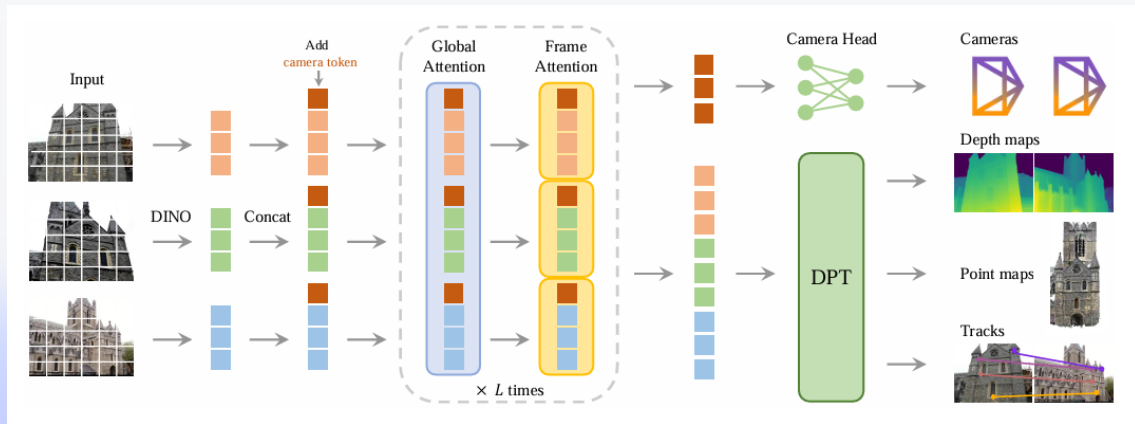 Input
DINO
Concat
Add
camera token
Global
Attention
Frame
Attention
× L times
Camera Head
DPT
Cameras
Depth maps
Point maps
Tracks